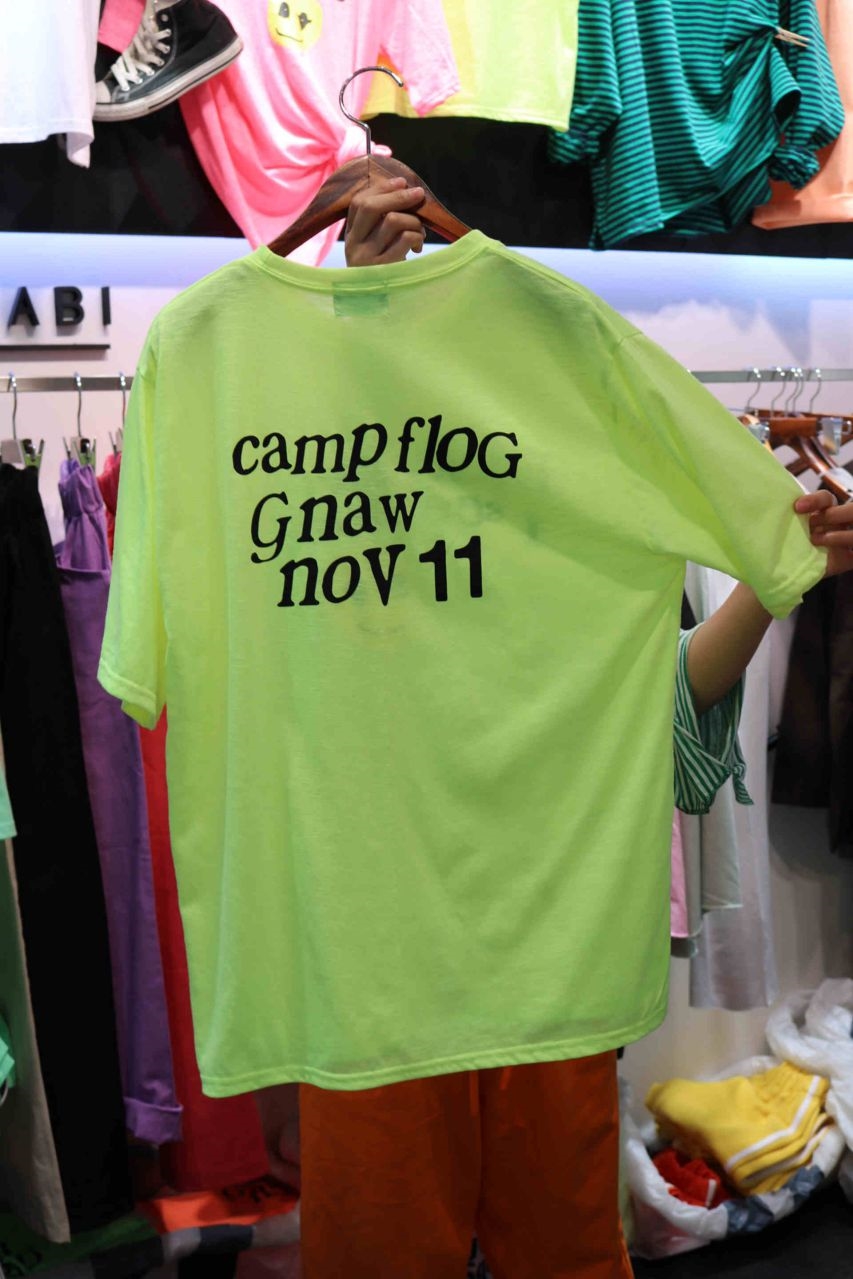 ABI
camp floG
Gnaw
nov 11